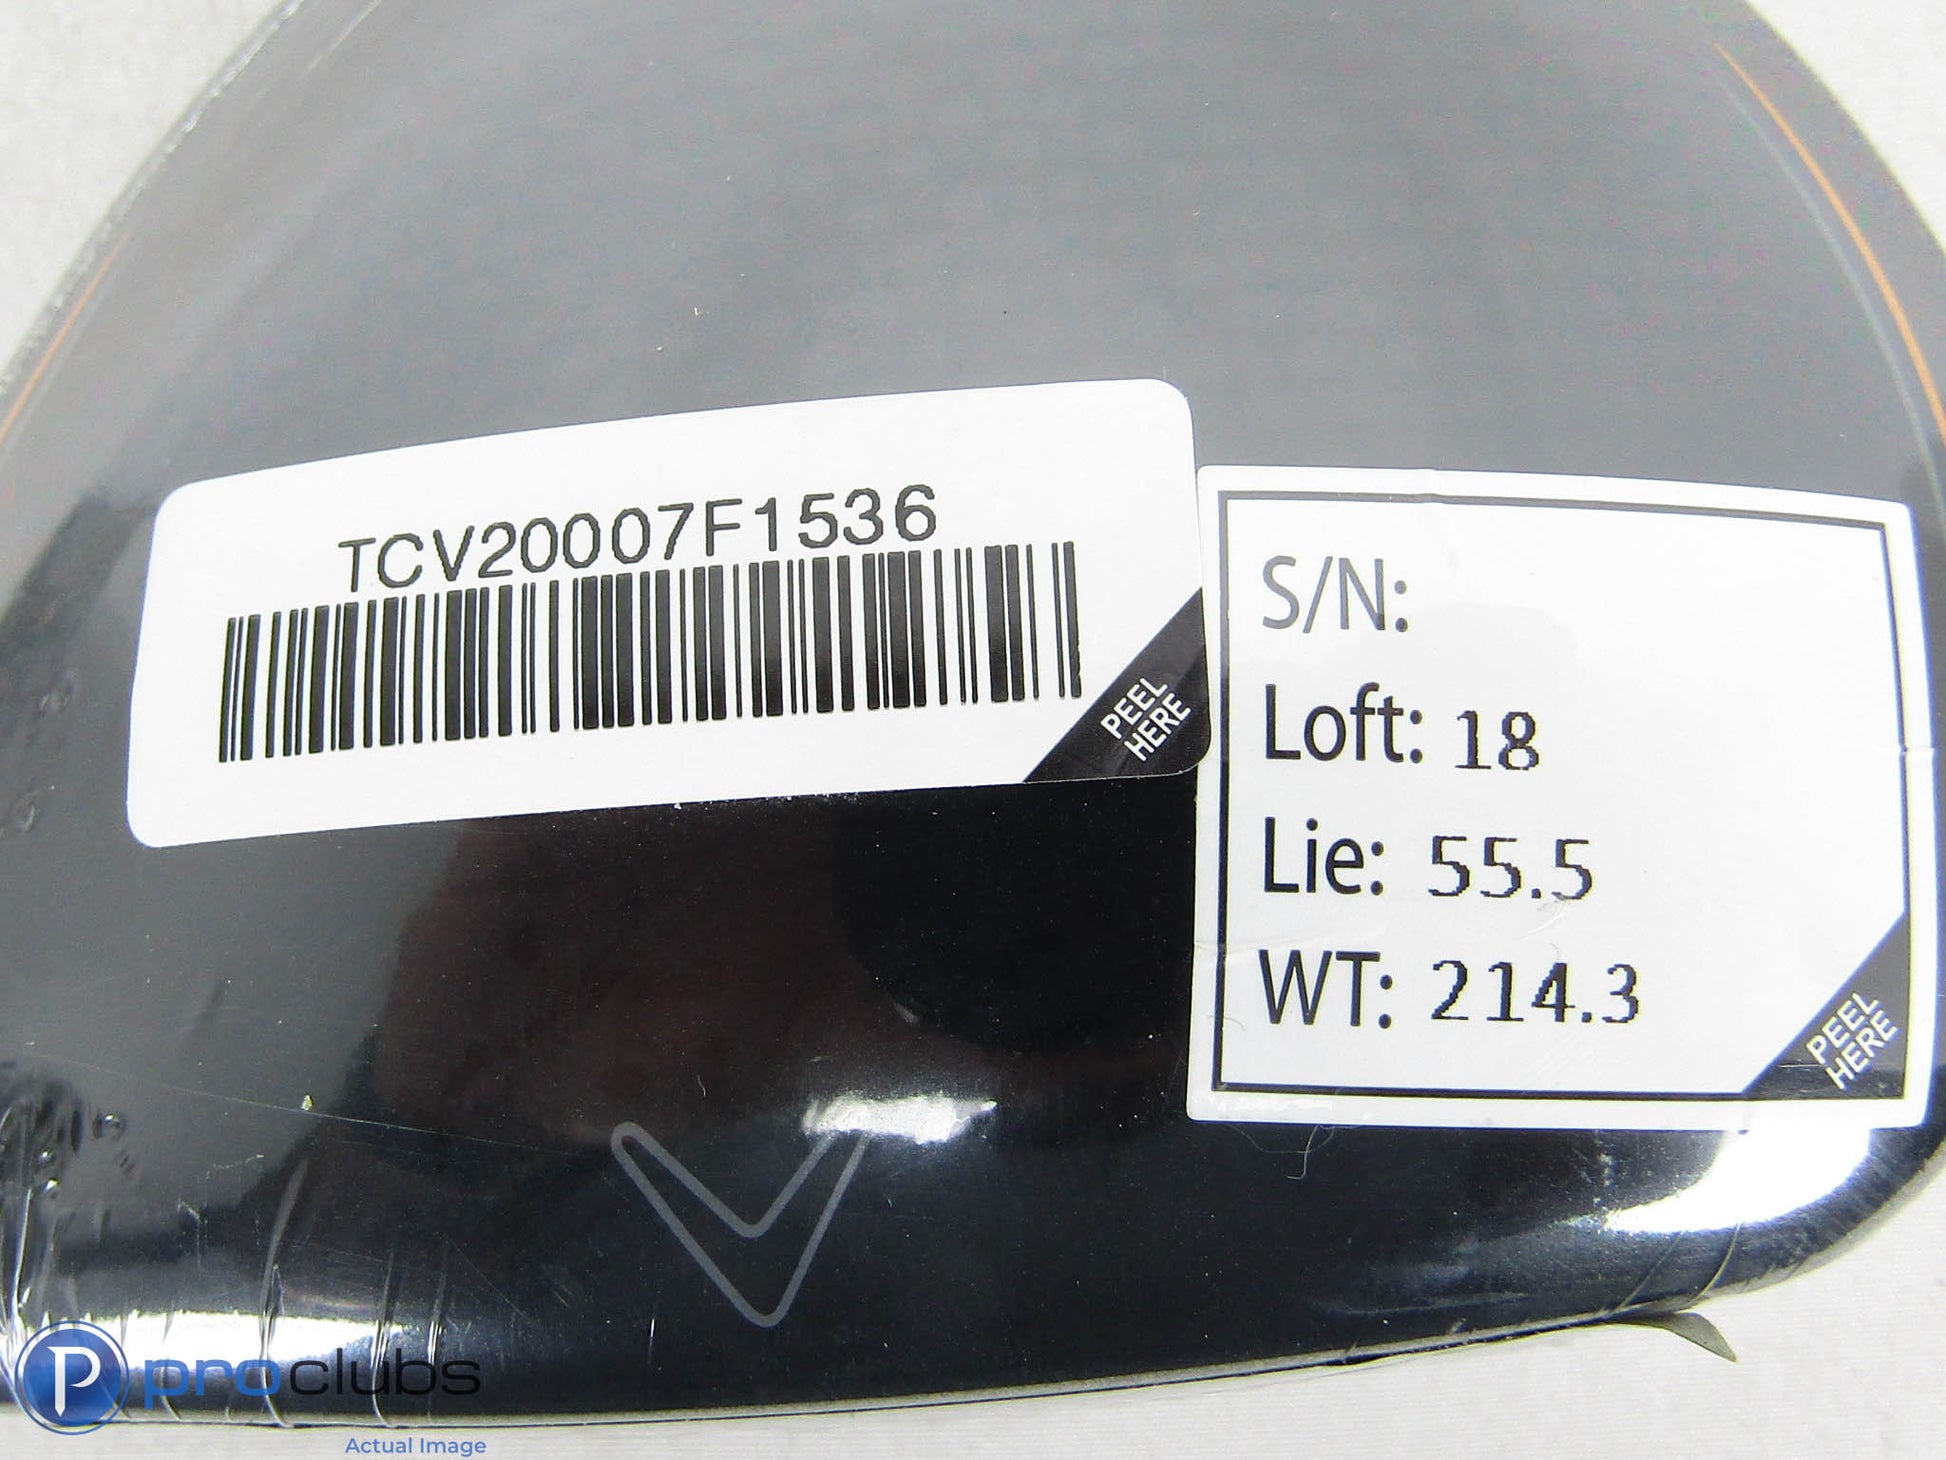 TCV20007F1536
PEEL
HERE
S/N:
Loft: 18
Lie: 55.5
WT: 214.3
PEEL
HERE
P proclubs
Actual Image